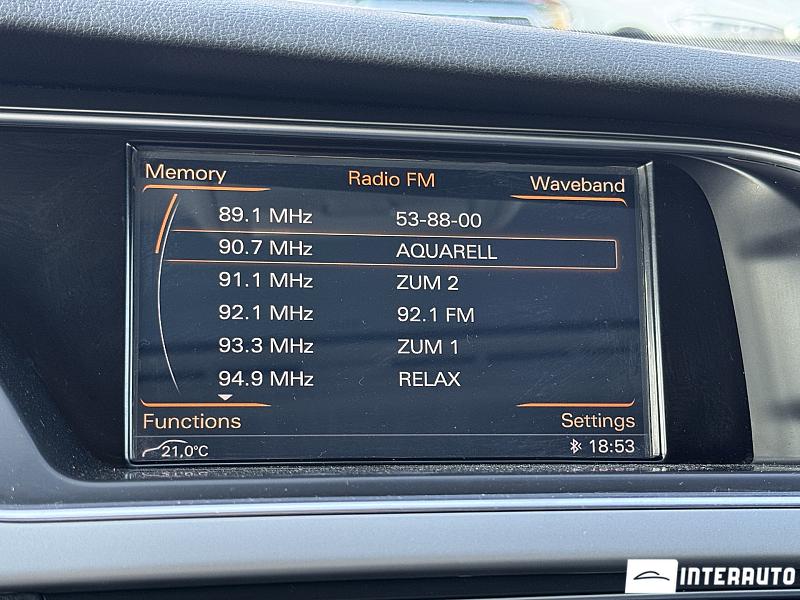 Memory Radio FM Waveband
89.1 MHz 53-88-00
90.7 MHz AQUARELL
91.1 MHz ZUM 2
92.1 MHz 92.1 FM
93.3 MHz ZUM 1
94.9 MHz RELAX
Functions Settings
21,0°C 18:53
INTERAUTO